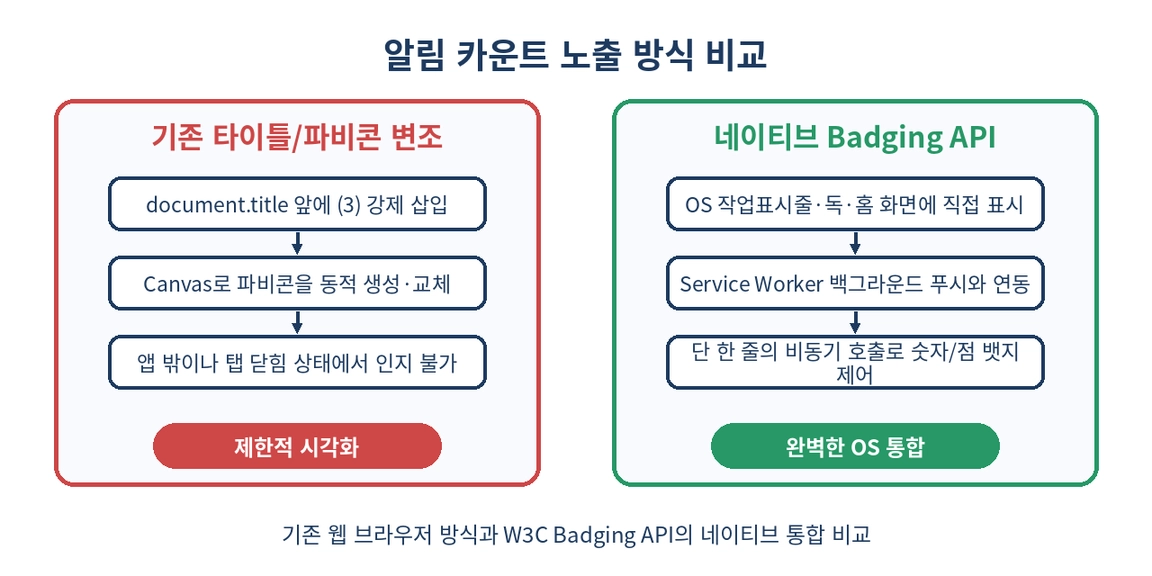 알림 카운트 노출 방식 비교
기존 타이틀/파비콘 변조
document.title 앞에 (3) 강제 삽입
Canvas로 파비콘을 동적 생성·교체
앱 밖이나 탭 닫힘 상태에서 인지 불가
제한적 시각화
네이티브 Badging API
OS 작업표시줄·독·홈 화면에 직접 표시
Service Worker 백그라운드 푸시와 연동
단 한 줄의 비동기 호출로 숫자/점 뱃지
제어
완벽한 OS 통합
기존 웹 브라우저 방식과 W3C Badging API의 네이티브 통합 비교